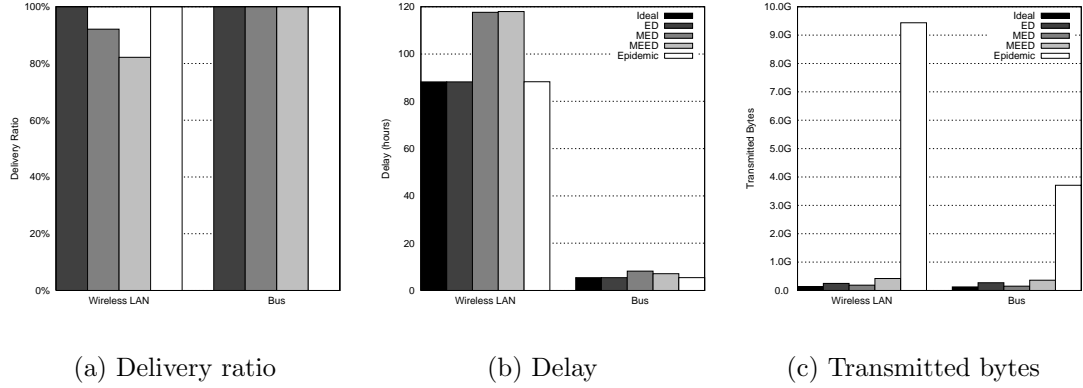 100%
80%
60%
40%
20%
0%
Delivery Ratio
Wireless LAN
Bus
(a) Delivery ratio
120
100
80
60
40
20
0
Delay (hours)
Ideal
ED
MED
MEED
Epidemic
Wireless LAN
Bus
(b) Delay
10.0G
9.0G
8.0G
7.0G
6.0G
5.0G
4.0G
3.0G
2.0G
1.0G
0.0
Transmitted Bytes
Ideal
ED
MED
MEED
Epidemic
Wireless LAN
Bus
(c) Transmitted bytes